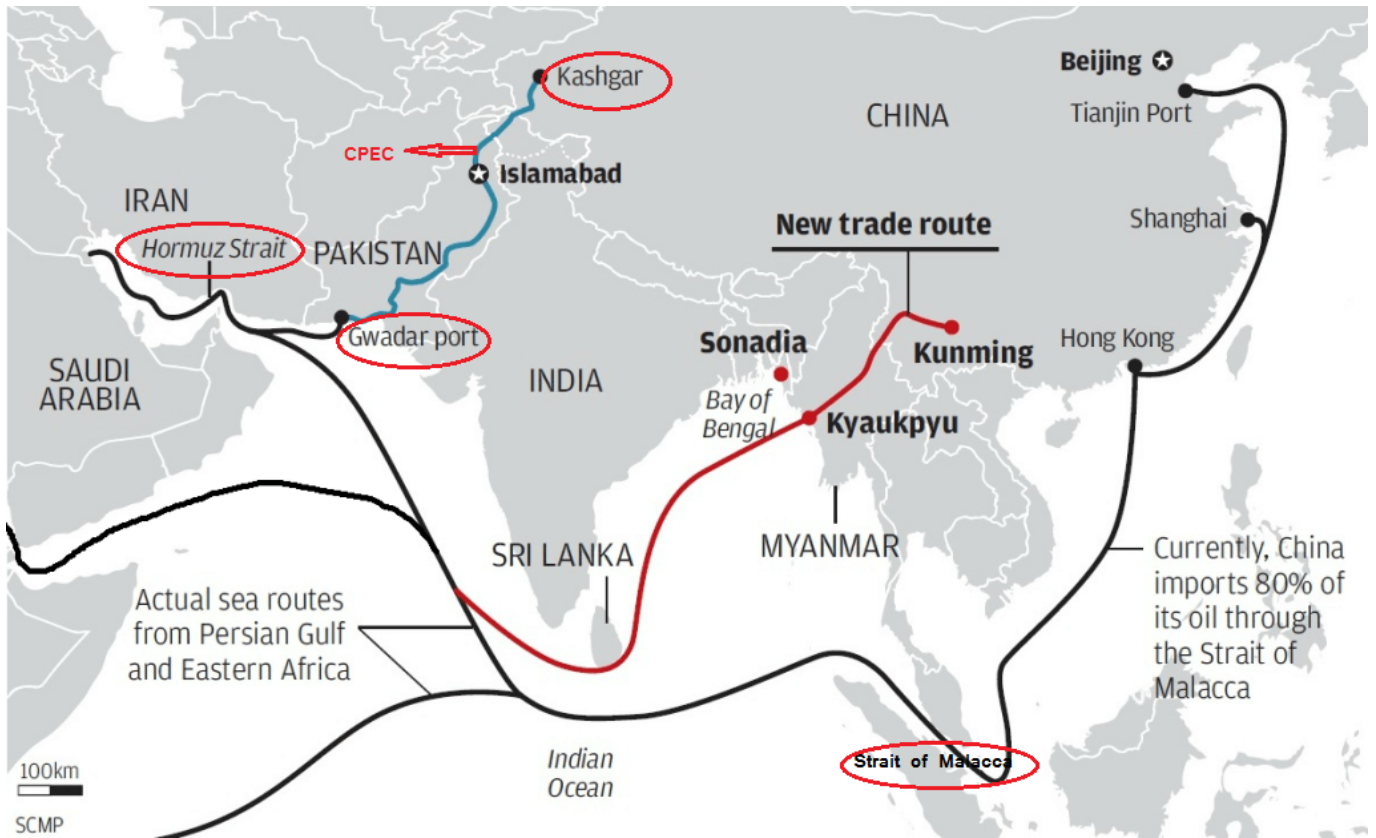 Beijing
Kashgar
Tianjin Port
CHINA
CPEC
Islamabad
IRAN
Hormuz Strait
PAKISTAN
New trade route
Shanghai
Gwadar port
Sonadia
Kunming
Hong Kong
SAUDI
ARABIA
INDIA
Bay of
Bengal
Kyaukpyu
SRI LANKA
MYANMAR
Currently, China
imports 80% of
its oil through
the Strait of
Malacca
Actual sea routes
from Persian Gulf
and Eastern Africa
Indian
Ocean
Strait of Malacca
100km
SCMP